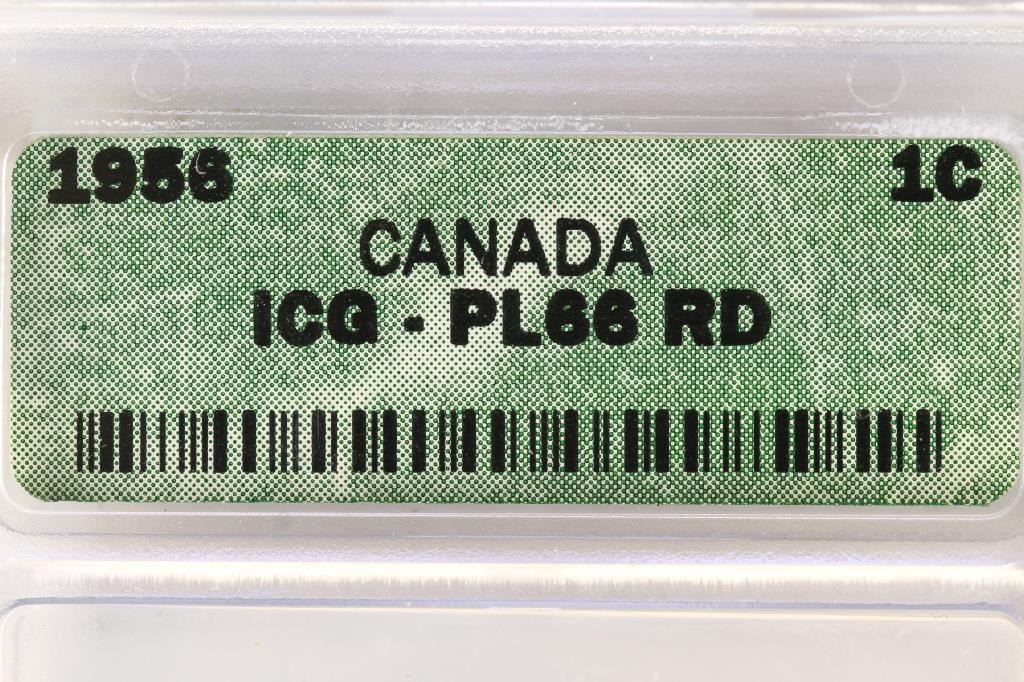 1956 1C
CANADA
ICG - PL66 RD